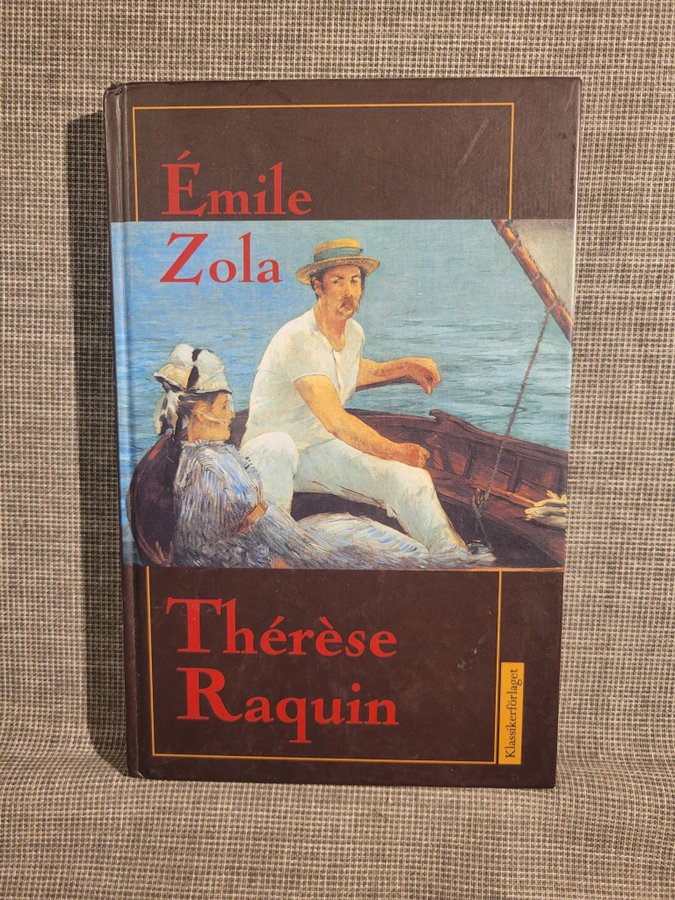 Émile
Zola
Thérèse
Raquin
Klassikerförlaget